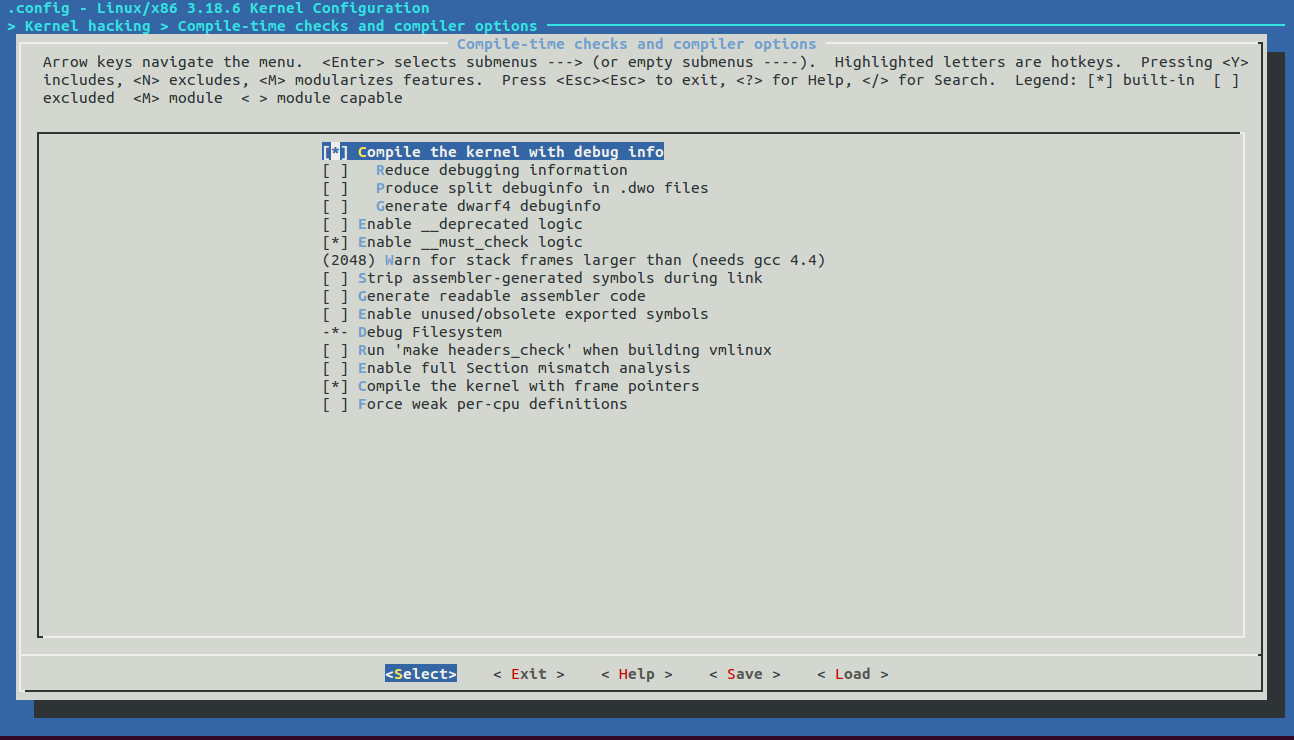 .config - Linux/x86 3.18.6 Kernel Configuration
> Kernel hacking > Compile-time checks and compiler options
Compile-time checks and compiler options
Arrow keys navigate the menu.  <Enter> selects submenus ---> (or empty submenus ----).  Highlighted letters are hotkeys.  Pressing <Y>
includes, <N> excludes, <M> modularizes features.  Press <Esc><Esc> to exit, <?> for Help, </> for Search.  Legend: [*] built-in  [ ]
excluded  <M> module  < > module capable
[*] Compile the kernel with debug info
[ ]   Reduce debugging information
[ ]   Produce split debuginfo in .dwo files
[ ]   Generate dwarf4 debuginfo
[ ] Enable __deprecated logic
[*] Enable __must_check logic
(2048) Warn for stack frames larger than (needs gcc 4.4)
[ ] Strip assembler-generated symbols during link
[ ] Generate readable assembler code
[ ] Enable unused/obsolete exported symbols
-*- Debug Filesystem
[ ] Run 'make headers_check' when building vmlinux
[ ] Enable full Section mismatch analysis
[*] Compile the kernel with frame pointers
[ ] Force weak per-cpu definitions
<Select>    < Exit >    < Help >    < Save >    < Load >